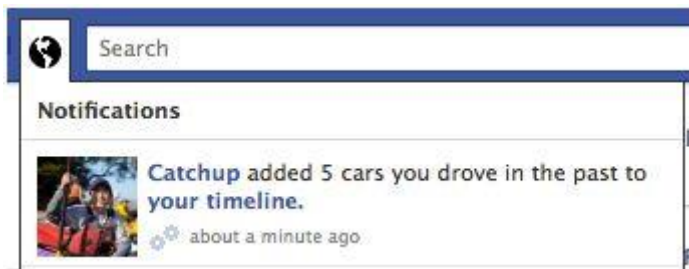 Search
Notifications
Catchup added 5 cars you drove in the past to
your timeline.
about a minute ago